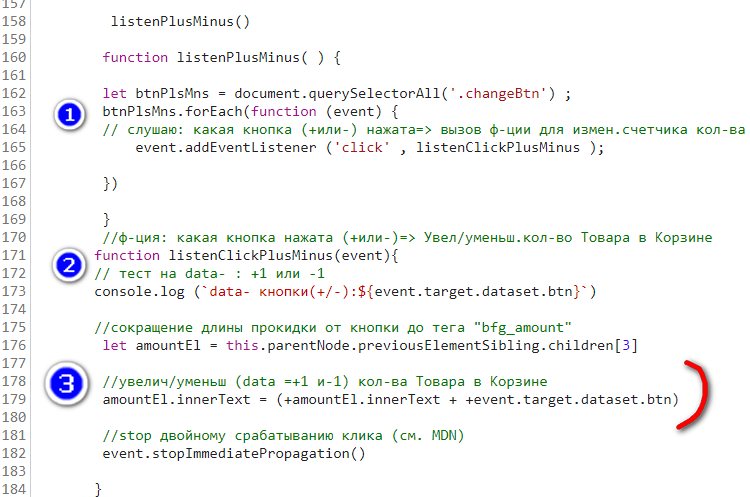 157
158 listenPlusMinus()
159
160 function listenPlusMinus( ) {
161
162 let btnPlsMns = document.querySelectorAll('.changeBtn') ;
1 163 btnPlsMns.forEach(function (event) {
164 // слушаю: какая кнопка (+или-) нажата=> вызов ф-ции для измен.счетчика кол-ва
165 event.addEventListener ('click' , listenClickPlusMinus );
166
167 })
168
169 }
170 //ф-ция: какая кнопка нажата (+или-)=> Увел/уменьш.кол-во Товара в Корзине
2 171 function listenClickPlusMinus(event){
172 // тест на data- : +1 или -1
173 console.log (`data- кнопки(+/-):${event.target.dataset.btn}`)
174
175 //сокращение длины прокидки от кнопки до тега "bfg_amount"
176 let amountEl = this.parentNode.previousElementSibling.children[3]
177
3 178 //увелич/уменьш (data =+1 и-1) кол-ва Товара в Корзине
179 amountEl.innerText = (+amountEl.innerText + +event.target.dataset.btn)
180
181 //stop двойному срабатыванию клика (см. MDN)
182 event.stopImmediatePropagation()
183
184 }